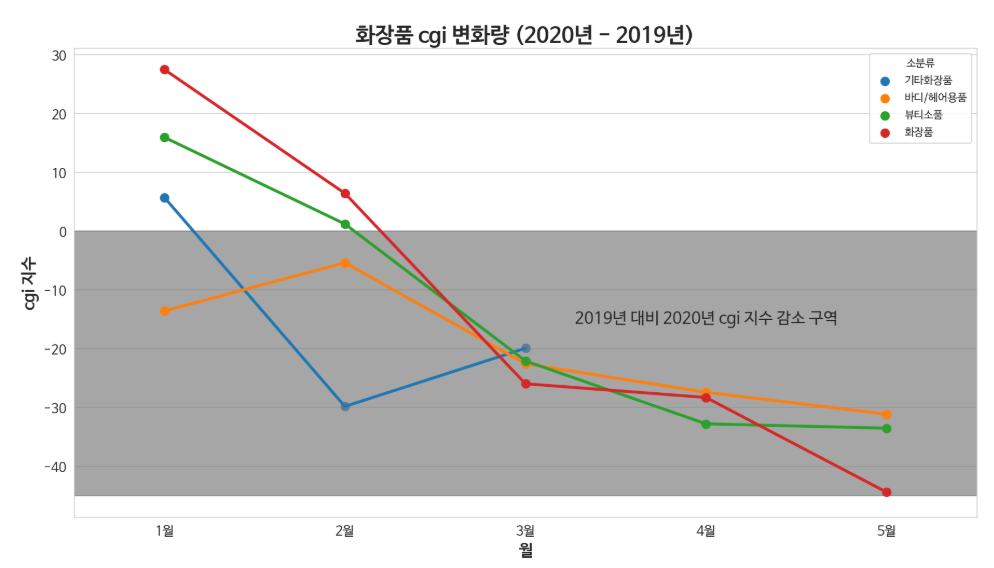 화장품 cgi 변화량 (2020년 - 2019년)
소분류
기타화장품
바디/헤어용품
뷰티소품
화장품
30
20
10
0
-10
-20
-30
-40
cgi 지수
2019년 대비 2020년 cgi 지수 감소 구역
1월 2월 3월 4월 5월
월